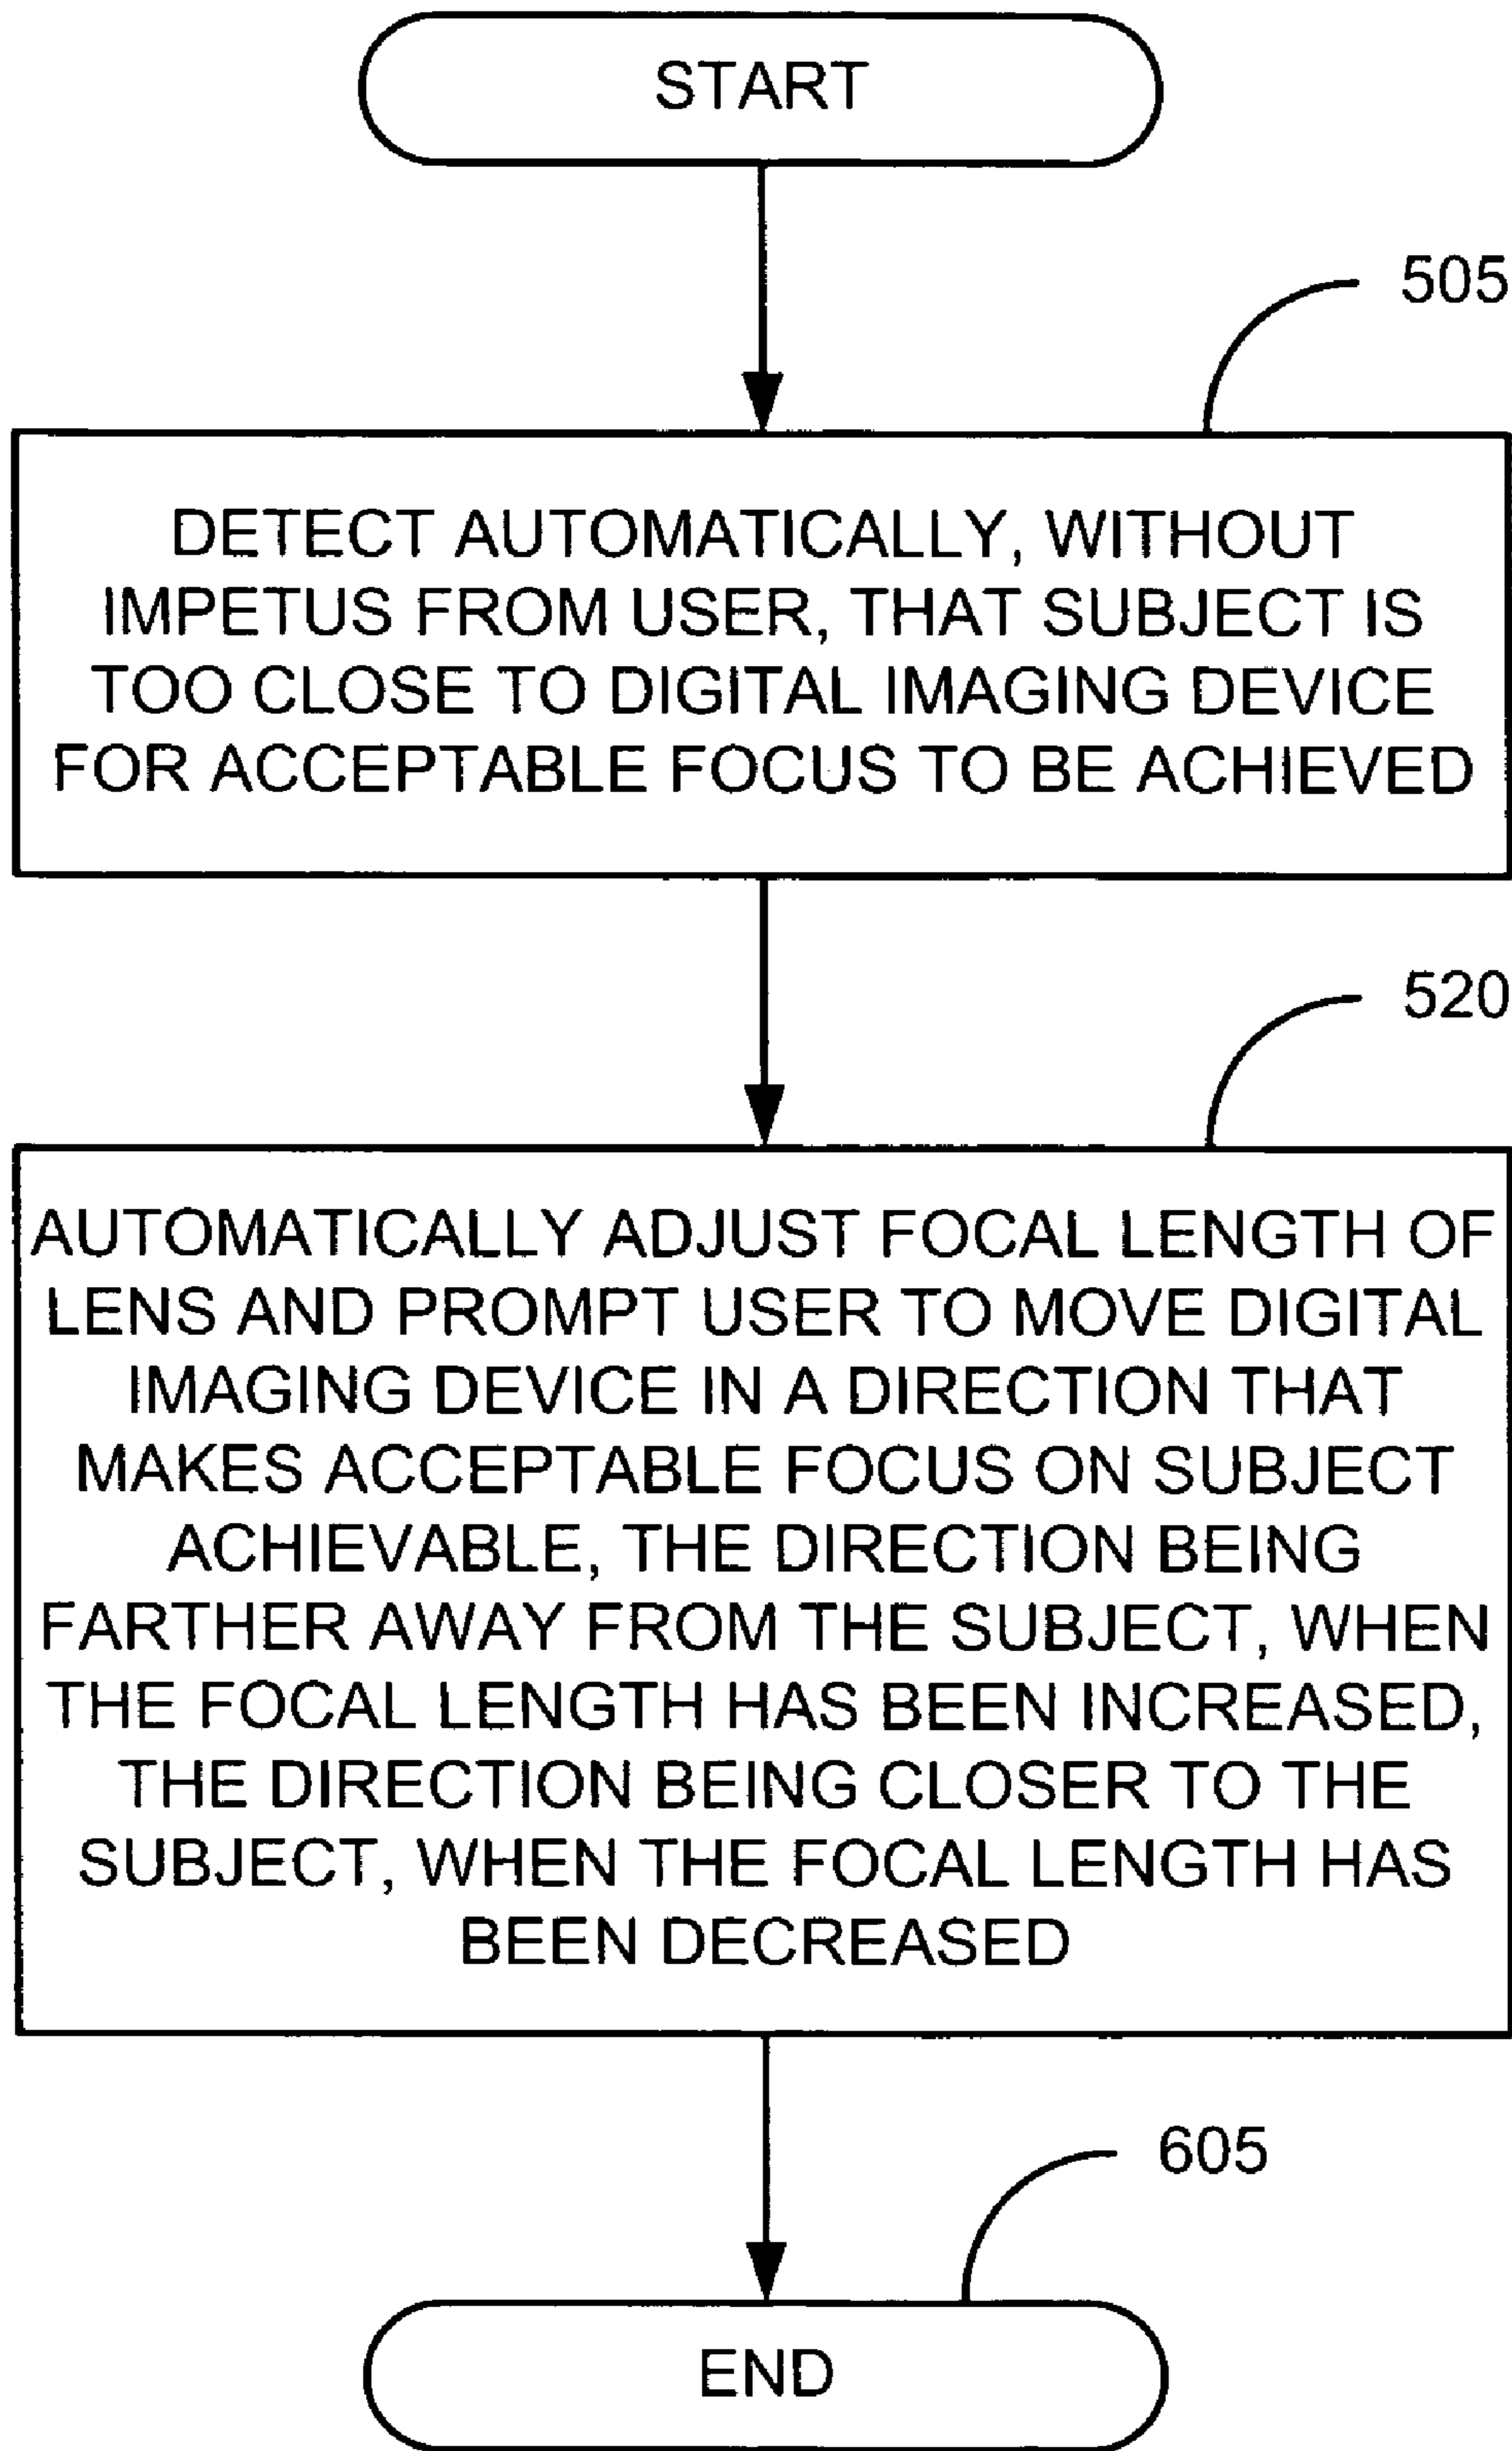 START
505
DETECT AUTOMATICALLY, WITHOUT
IMPETUS FROM USER, THAT SUBJECT IS
TOO CLOSE TO DIGITAL IMAGING DEVICE
FOR ACCEPTABLE FOCUS TO BE ACHIEVED
520
AUTOMATICALLY ADJUST FOCAL LENGTH OF
LENS AND PROMPT USER TO MOVE DIGITAL
IMAGING DEVICE IN A DIRECTION THAT
MAKES ACCEPTABLE FOCUS ON SUBJECT
ACHIEVABLE, THE DIRECTION BEING
FARTHER AWAY FROM THE SUBJECT, WHEN
THE FOCAL LENGTH HAS BEEN INCREASED,
THE DIRECTION BEING CLOSER TO THE
SUBJECT, WHEN THE FOCAL LENGTH HAS
BEEN DECREASED
605
END